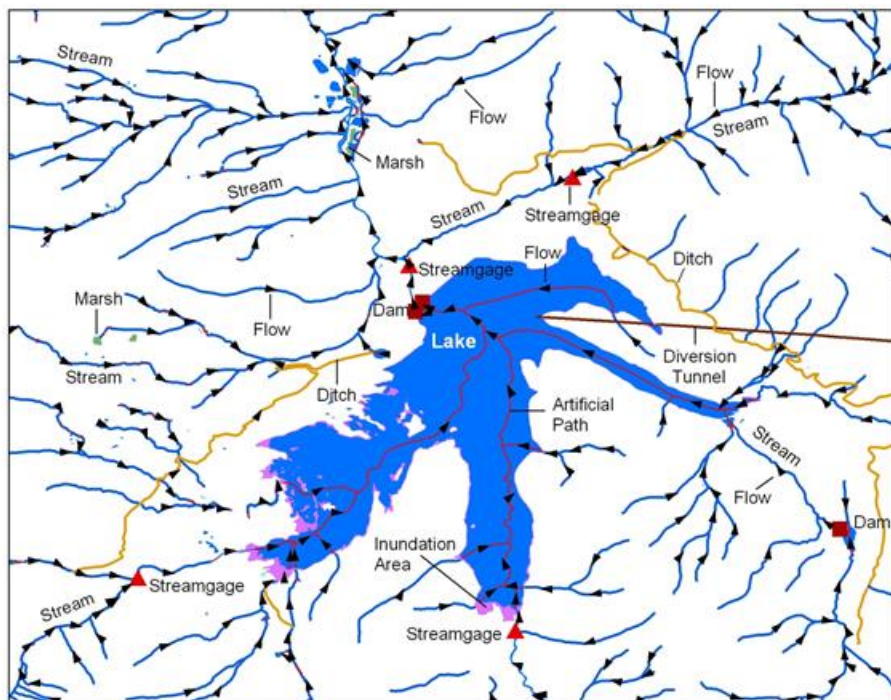 Stream
Flow
Flow
Stream
Marsh
Stream
Stream
Streamgage
Streamgage
Flow
Ditch
Marsh
Flow
Dam
Lake
Stream
Diversion
Tunnel
Ditch
Artificial
Path
Stream
Flow
Dam
Inundation
Area
Streamgage
Stream
Streamgage